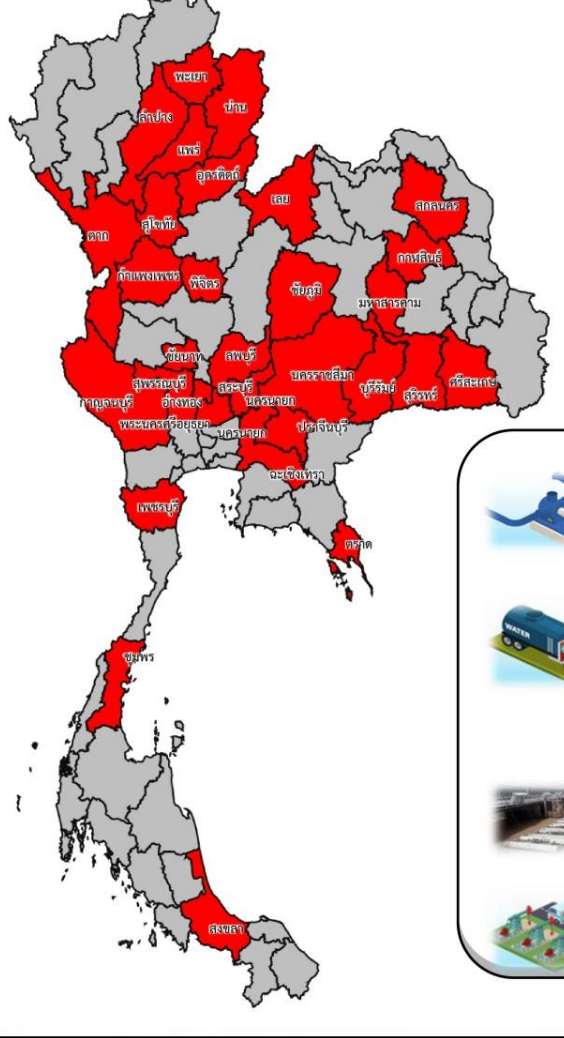 พะเยา
น่าน
ลำปาง
แพร่
อุตรดิตถ์
เลย
สกลนคร
สุโขทัย
ตาก
กาฬสินธุ์
กำแพงเพชร
พิจิตร
ชัยภูมิ
มหาสารคาม
ชัยนาท
ลพบุรี
นครราชสีมา
สุพรรณบุรี
สระบุรี
บุรีรัมย์
ศรีสะเกษ
กาญจนบุรี
อ่างทอง
นครนายก
สุริทร์
พระนครศรีอยุธยา
นครนายก
ปราจีนบุรี
ฉะเชิงเทรา
เพชรบุรี
ตราด
ชุมพร
สงขลา
WATER